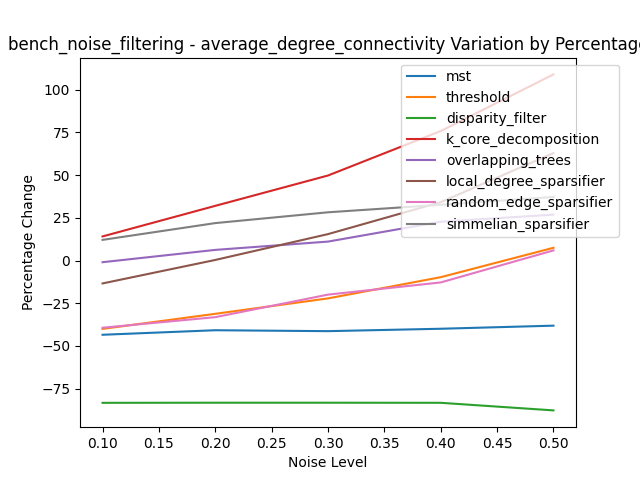 bench_noise_filtering - average_degree_connectivity Variation by Percentage
100
75
50
25
0
−25
−50
−75
Percentage Change
mst
threshold
disparity_filter
k_core_decomposition
overlapping_trees
local_degree_sparsifier
random_edge_sparsifier
simmelian_sparsifier
0.10 0.15 0.20 0.25 0.30 0.35 0.40 0.45 0.50
Noise Level